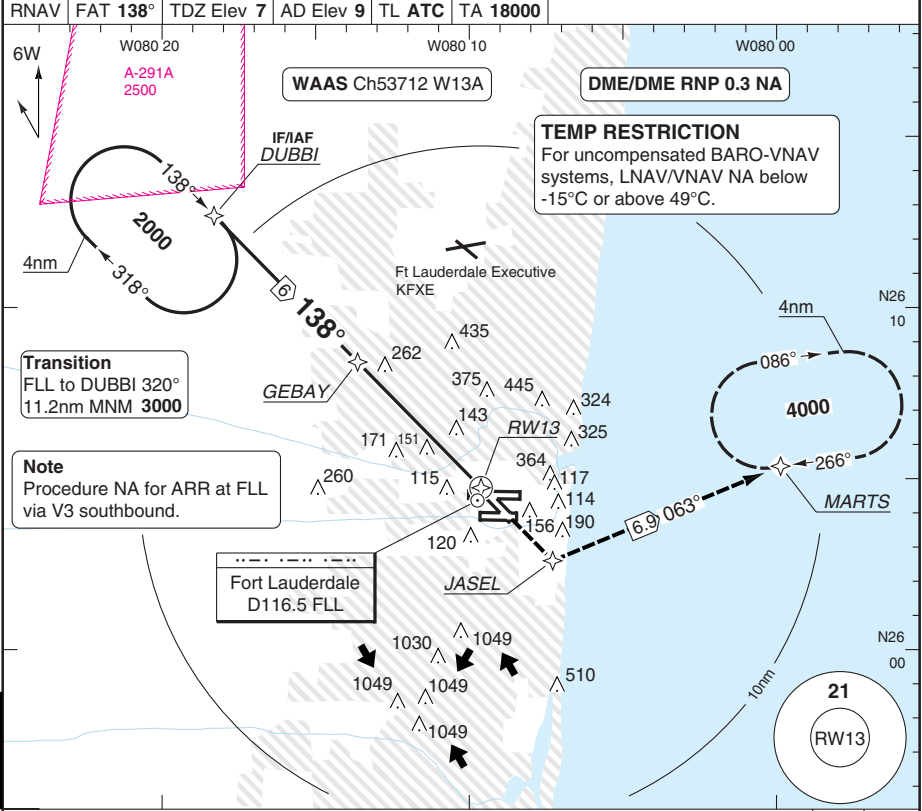 RNAV FAT 138° TDZ Elev 7 AD Elev 9 TL ATC TA 18000
W080 20
W080 10
W080 00
6W
A-291A
2500
WAAS Ch53712 W13A
DME/DME RNP 0.3 NA
IF/IAF
DUBBI
TEMP RESTRICTION
For uncompensated BARO-VNAV
systems, LNAV/VNAV NA below
-15°C or above 49°C.
138°
2000
318°
4nm
Ft Lauderdale Executive
KFXE
6
138°
N26
10
4nm
086°
4000
266°
MARTS
Transition
FLL to DUBBI 320°
11.2nm MNM 3000
GEBAY
435
262
375
445
324
143
RW13
325
171
151
364
117
260
115
114
156
190
120
6.9
063°
Note
Procedure NA for ARR at FLL
via V3 southbound.
Fort Lauderdale
D116.5 FLL
JASEL
1030
1049
1049
1049
1049
510
N26
00
10nm
21
RW13